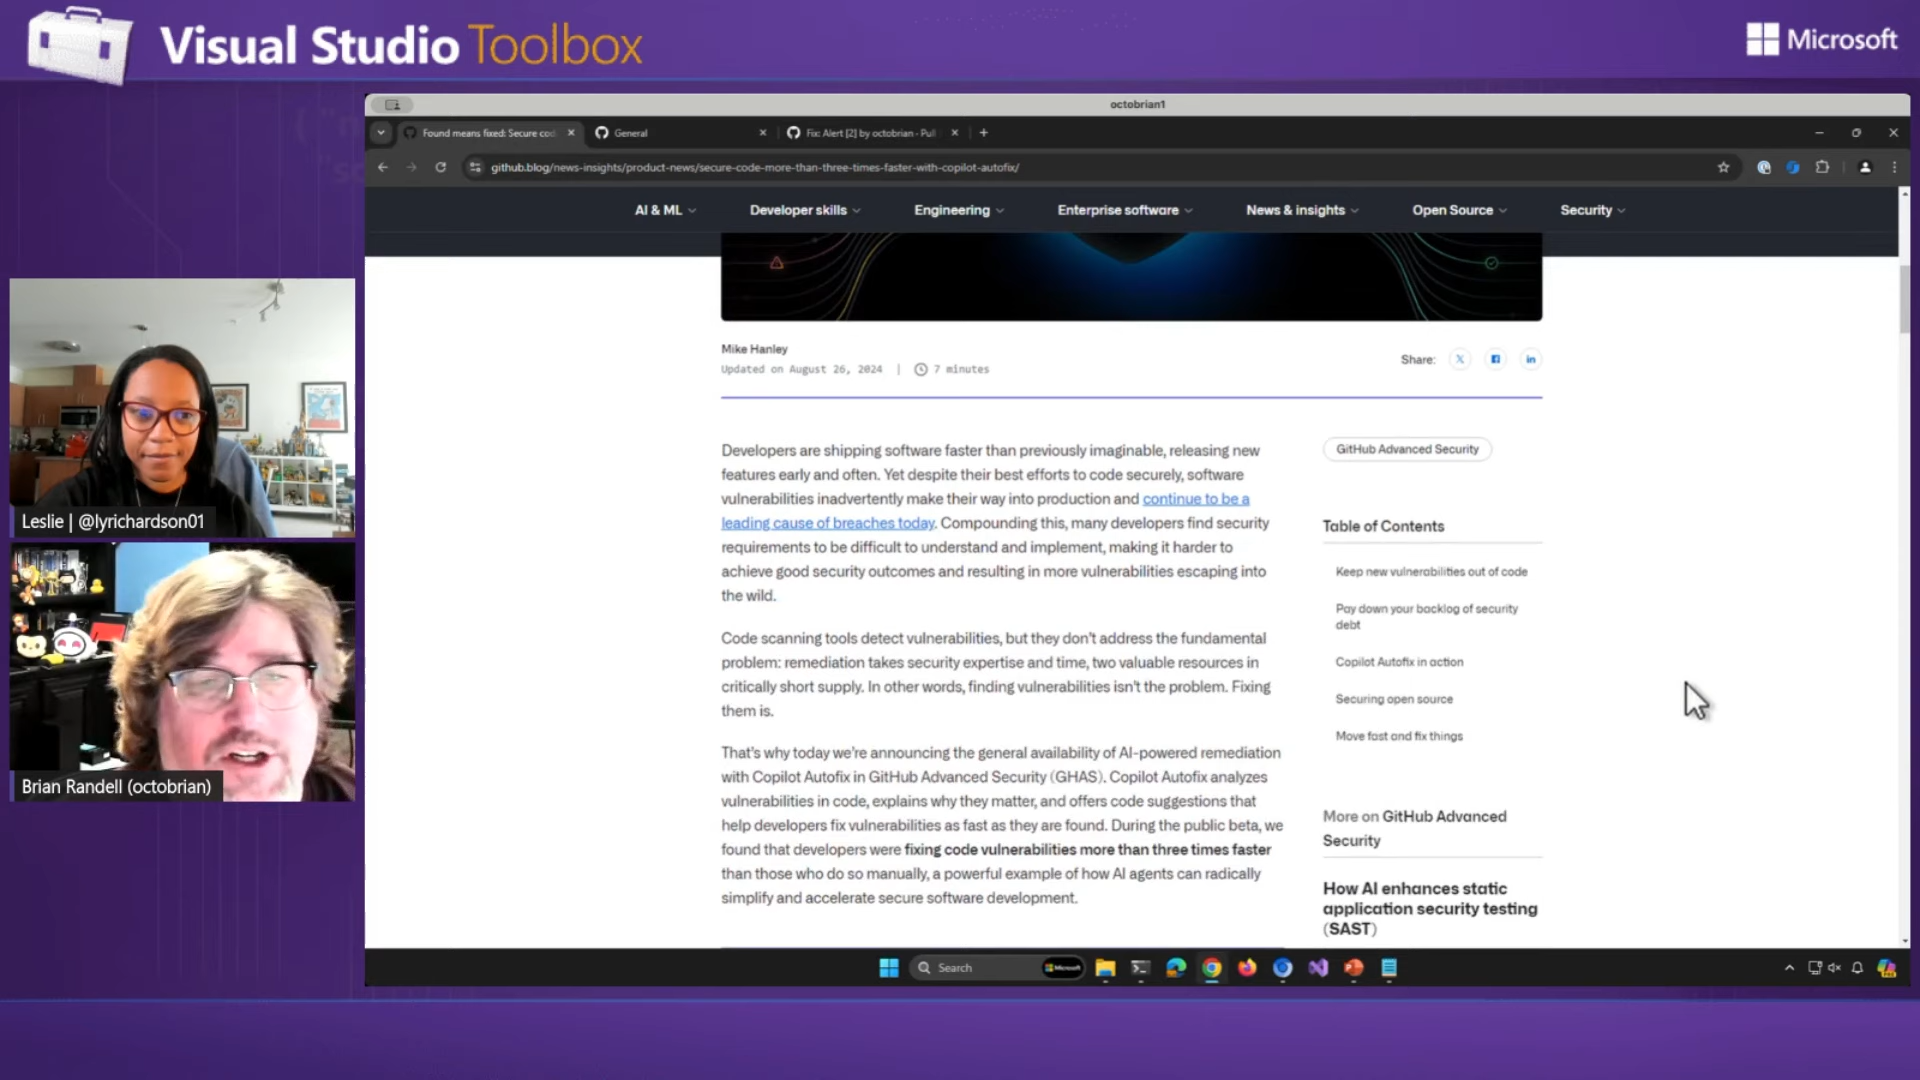 Visual Studio Toolbox
Microsoft
octobrian1
Found means fixed: Secure cod
General
Fix: Alert [2] by octobrian · Pull
github.blog/news-insights/product-news/secure-code-more-than-three-times-faster-with-copilot-autofix/
AI & ML
Developer skills
Engineering
Enterprise software
News & insights
Open Source
Security
Mike Hanley
Updated on August 26, 2024 | 7 minutes
Share:
Developers are shipping software faster than previously imaginable, releasing new
features early and often. Yet despite their best efforts to code securely, software
vulnerabilities inadvertently make their way into production and continue to be a
leading cause of breaches today. Compounding this, many developers find security
requirements to be difficult to understand and implement, making it harder to
achieve good security outcomes and resulting in more vulnerabilities escaping into
the wild.
Code scanning tools detect vulnerabilities, but they don't address the fundamental
problem: remediation takes security expertise and time, two valuable resources in
critically short supply. In other words, finding vulnerabilities isn't the problem. Fixing
them is.
That's why today we're announcing the general availability of AI-powered remediation
with Copilot Autofix in GitHub Advanced Security (GHAS). Copilot Autofix analyzes
vulnerabilities in code, explains why they matter, and offers code suggestions that
help developers fix vulnerabilities as fast as they are found. During the public beta, we
found that developers were fixing code vulnerabilities more than three times faster
than those who do so manually, a powerful example of how AI agents can radically
simplify and accelerate secure software development.
GitHub Advanced Security
Table of Contents
Keep new vulnerabilities out of code
Pay down your backlog of security
debt
Copilot Autofix in action
Securing open source
Move fast and fix things
More on GitHub Advanced
Security
How AI enhances static
application security testing
(SAST)
Leslie | @lyrichardson01
Brian Randell (octobrian)
Search
Microsoft